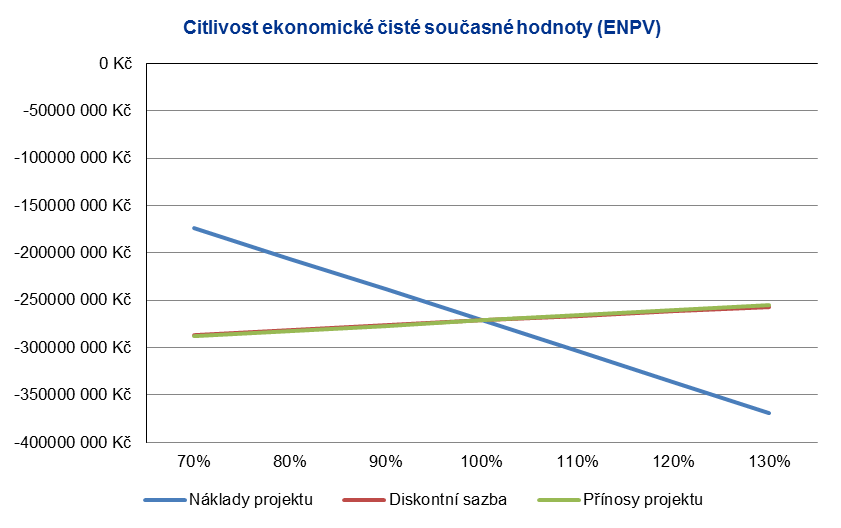 Citlivost ekonomické čisté současné hodnoty (ENPV)
0 Kč
-50000 000 Kč
-100000 000 Kč
-150000 000 Kč
-200000 000 Kč
-250000 000 Kč
-300000 000 Kč
-350000 000 Kč
-400000 000 Kč
70% 80% 90% 100% 110% 120% 130%
Náklady projektu Diskontní sazba Přínosy projektu